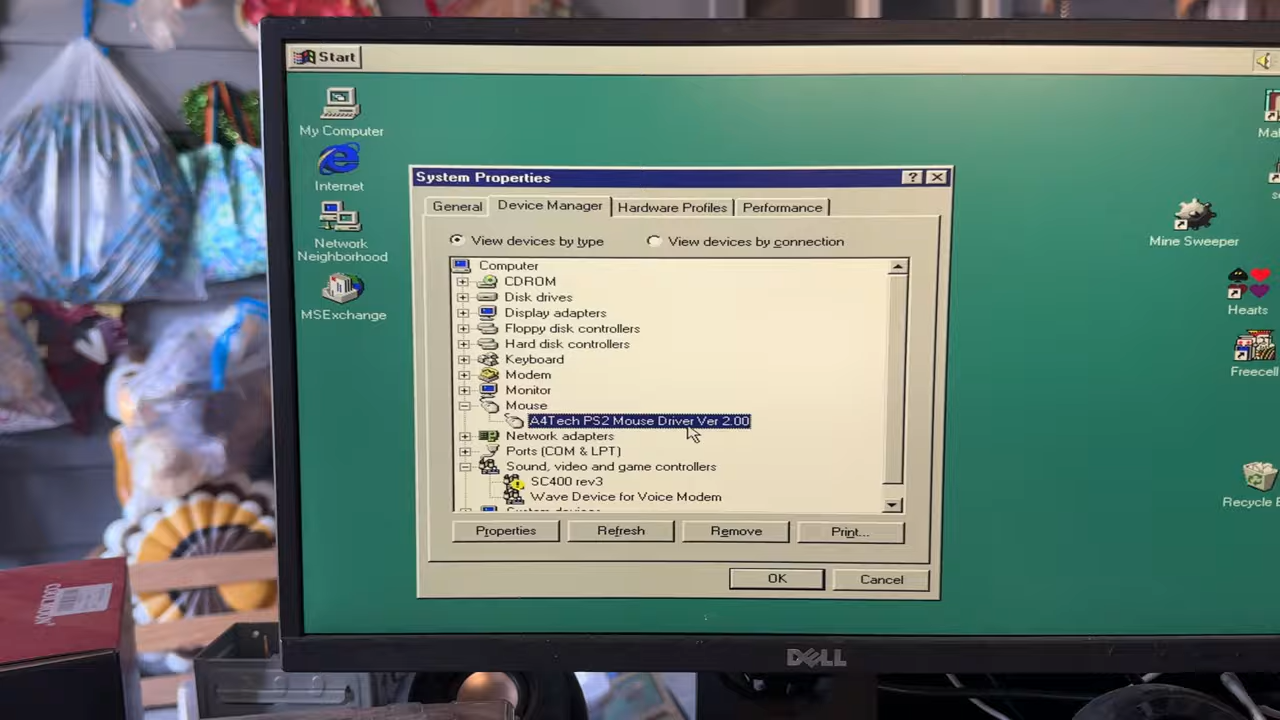 Start
My Computer
Internet
Network
Neighborhood
MSExchange
System Properties
General
Device Manager
Hardware Profiles
Performance
View devices by type
View devices by connection
Computer
CDROM
Disk drives
Display adapters
Floppy disk controllers
Hard disk controllers
Keyboard
Modem
Monitor
Mouse
A4Tech PS2 Mouse Driver Ver 2.00
Network adapters
Ports (COM & LPT)
Sound, video and game controllers
SC400 rev3
Wave Device for Voice Modem
Properties
Refresh
Remove
Print...
OK
Cancel
Mine Sweeper
Hearts
Freecell
Recycle
DELL